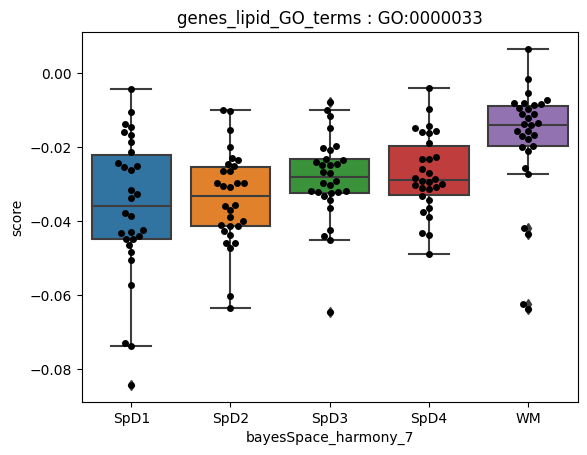 genes_lipid_GO_terms : GO:0000033
0.00
−0.02
−0.04
−0.06
−0.08
score
SpD1 SpD2 SpD3 SpD4 WM
bayesSpace_harmony_7